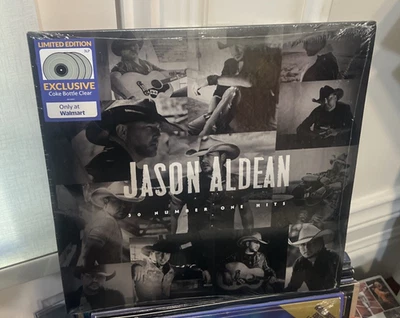 LIMITED EDITION
EXCLUSIVE
Coke Bottle Clear
Only at
Walmart
JASON ALDEAN
30 NUMBER ONE HITS